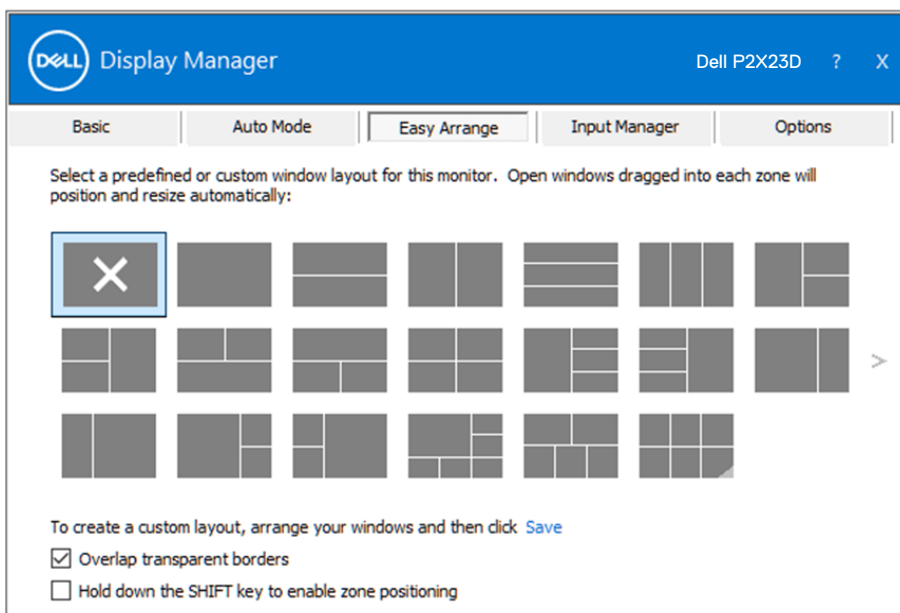 DELL Display Manager Dell P2X23D ? X
Basic Auto Mode Easy Arrange Input Manager Options
Select a predefined or custom window layout for this monitor. Open windows dragged into each zone will
position and resize automatically:
>
To create a custom layout, arrange your windows and then click Save
Overlap transparent borders
Hold down the SHIFT key to enable zone positioning